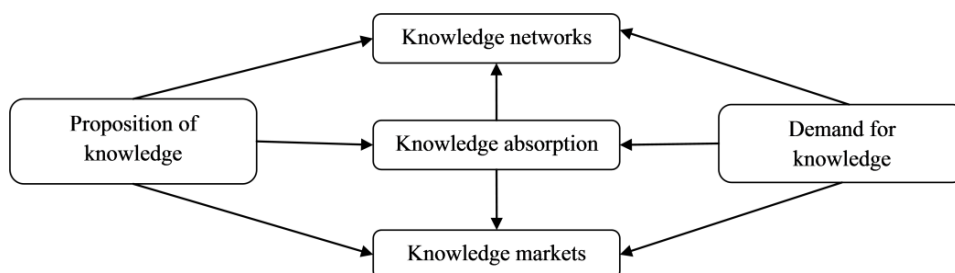 Knowledge networks
Proposition of
knowledge
Knowledge absorption
Demand for
knowledge
Knowledge markets